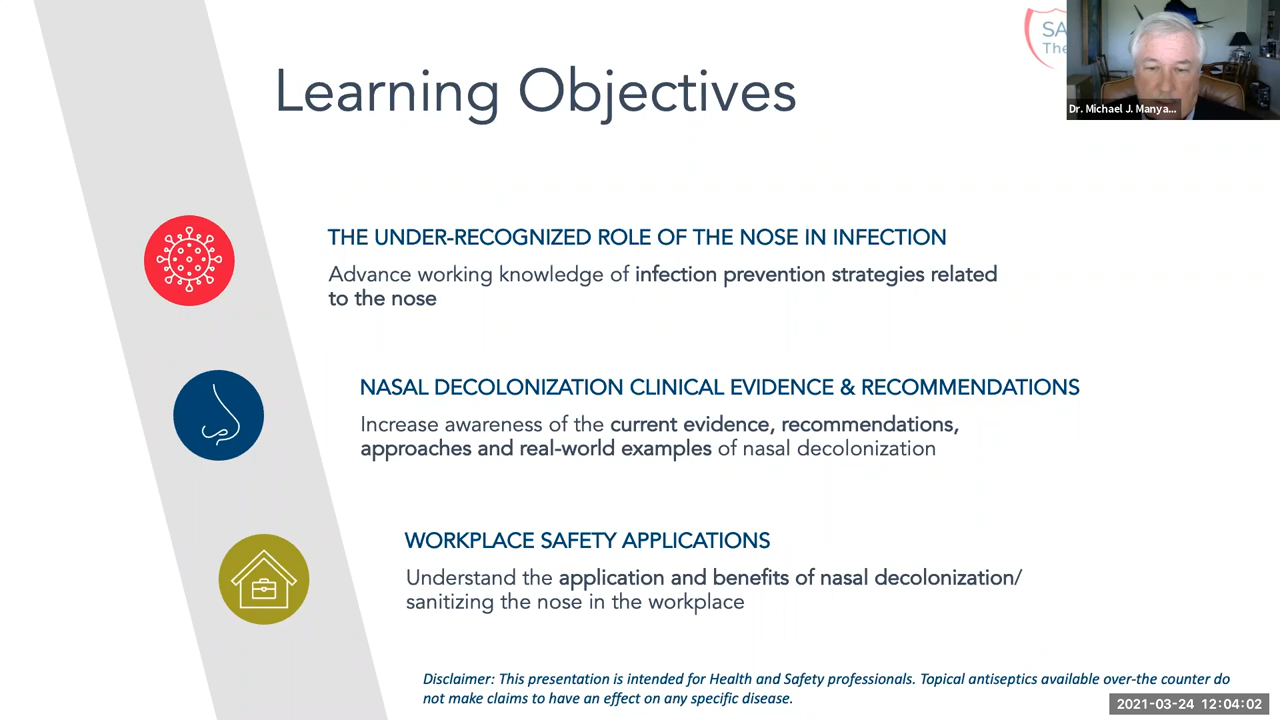 SA
The
Dr. Michael J. Manya...
Learning Objectives
THE UNDER-RECOGNIZED ROLE OF THE NOSE IN INFECTION
Advance working knowledge of infection prevention strategies related
to the nose
NASAL DECOLONIZATION CLINICAL EVIDENCE & RECOMMENDATIONS
Increase awareness of the current evidence, recommendations,
approaches and real-world examples of nasal decolonization
WORKPLACE SAFETY APPLICATIONS
Understand the application and benefits of nasal decolonization/
sanitizing the nose in the workplace
Disclaimer: This presentation is intended for Health and Safety professionals. Topical antiseptics available over-the counter do
not make claims to have an effect on any specific disease.
2021-03-24 12:04:02